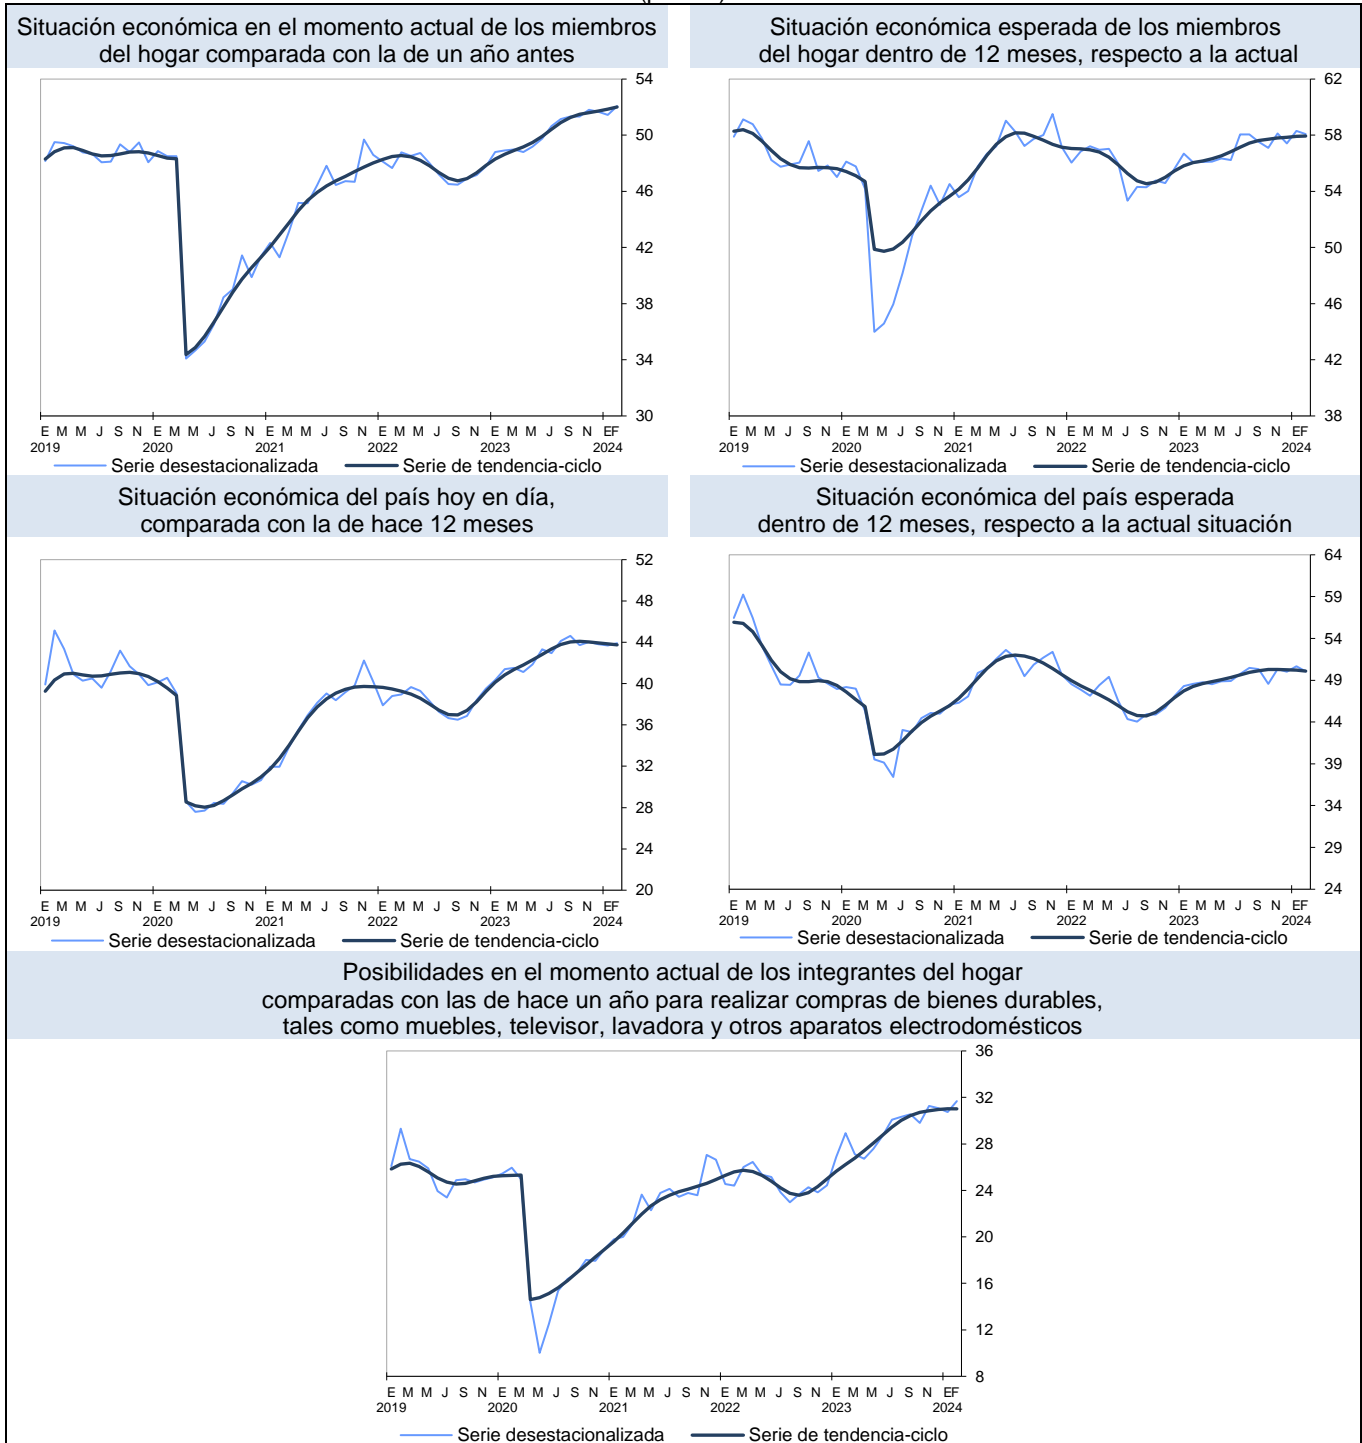 Situación económica en el momento actual de los miembros
del hogar comparada con la de un año antes
54
50
46
42
38
34
30
E M M J S N E M M J S N E M M J S N E M M J S N E M M J S N EF
2019 2020 2021 2022 2023 2024
Serie desestacionalizada Serie de tendencia-ciclo
Situación económica esperada de los miembros
del hogar dentro de 12 meses, respecto a la actual
62
58
54
50
46
42
38
E M M J S N E M M J S N E M M J S N E M M J S N E M M J S N EF
2019 2020 2021 2022 2023 2024
Serie desestacionalizada Serie de tendencia-ciclo
Situación económica del país hoy en día,
comparada con la de hace 12 meses
52
48
44
40
36
32
28
24
20
E M M J S N E M M J S N E M M J S N E M M J S N E M M J S N EF
2019 2020 2021 2022 2023 2024
Serie desestacionalizada Serie de tendencia-ciclo
Situación económica del país esperada
dentro de 12 meses, respecto a la actual situación
64
59
54
49
44
39
34
29
24
E M M J S N E M M J S N E M M J S N E M M J S N E M M J S N EF
2019 2020 2021 2022 2023 2024
Serie desestacionalizada Serie de tendencia-ciclo
Posibilidades en el momento actual de los integrantes del hogar
comparadas con las de hace un año para realizar compras de bienes durables,
tales como muebles, televisor, lavadora y otros aparatos electrodomésticos
36
32
28
24
20
16
12
8
E M M J S N E M M J S N E M M J S N E M M J S N E M M J S N EF
2019 2020 2021 2022 2023 2024
Serie desestacionalizada Serie de tendencia-ciclo